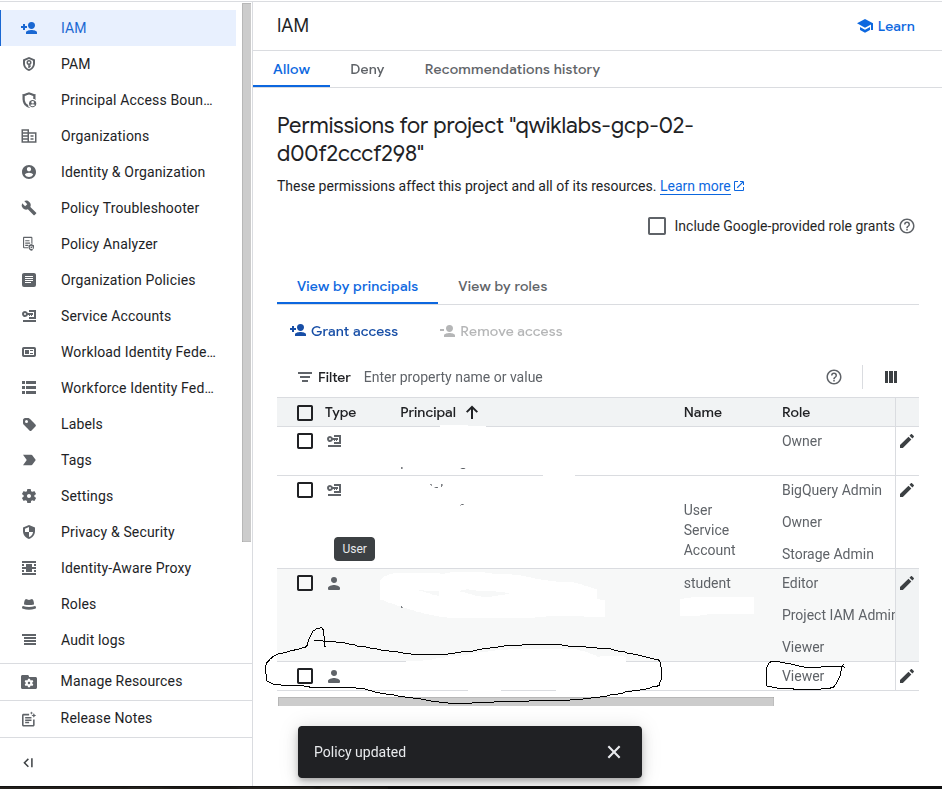 IAM
PAM
Principal Access Boun...
Organizations
Identity & Organization
Policy Troubleshooter
Policy Analyzer
Organization Policies
Service Accounts
Workload Identity Fede...
Workforce Identity Fed...
Labels
Tags
Settings
Privacy & Security
Identity-Aware Proxy
Roles
Audit logs
Manage Resources
Release Notes
IAM
Learn
Allow Deny Recommendations history
Permissions for project "qwiklabs-gcp-02-
d00f2cccf298"
These permissions affect this project and all of its resources. Learn more
Include Google-provided role grants
View by principals View by roles
Grant access Remove access
Filter Enter property name or value
Type Principal Name Role
Owner
BigQuery Admin
User
Service
Account
Owner
Storage Admin
User
student Editor
Project IAM Admin
Viewer
Viewer
Policy updated